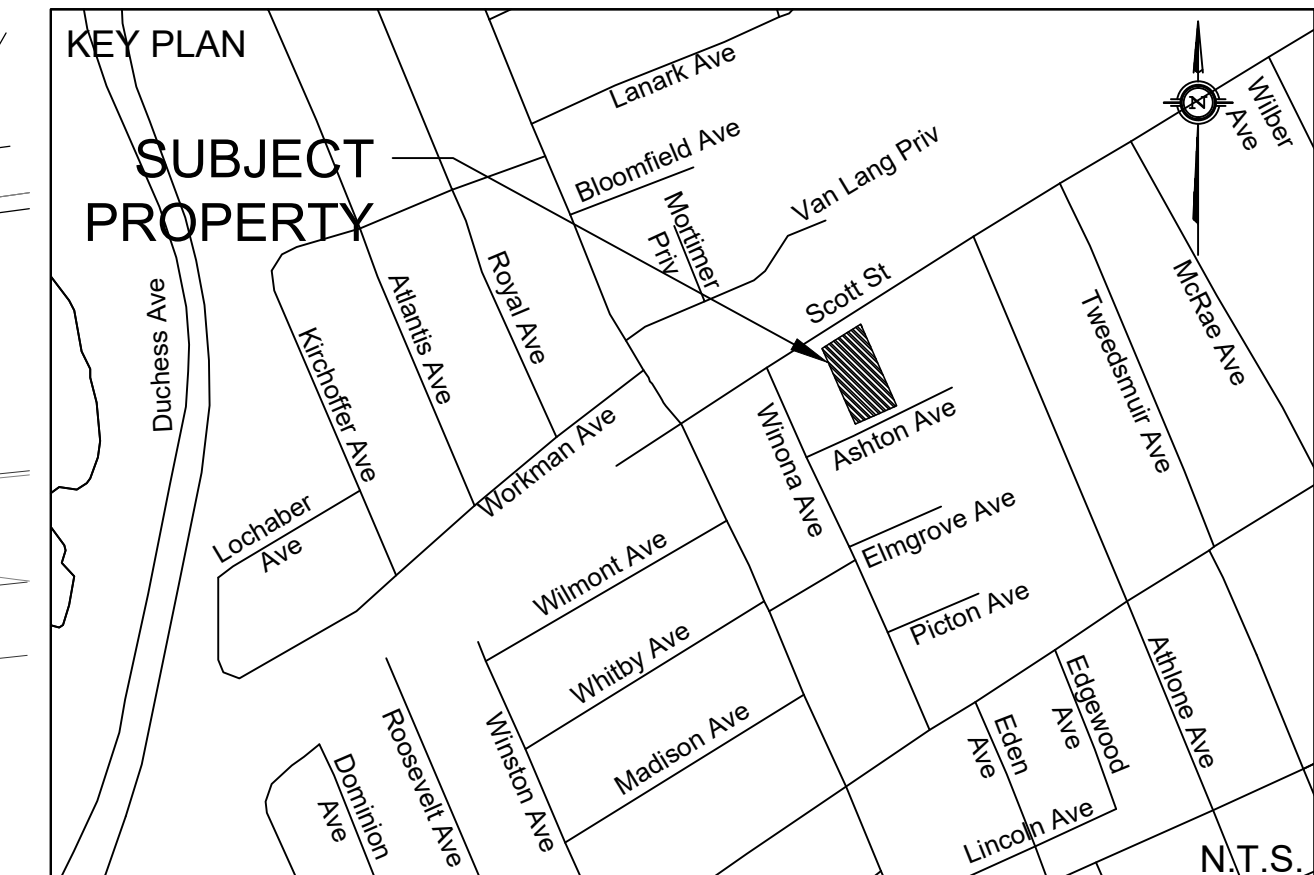 KEY PLAN
SUBJECT
PROPERTY
Lanark Ave
Bloomfield Ave
Mortimer
Priv
Van Lang Priv
Wilber
Ave
N
Scott St
McRae Ave
Tweedsmuir Ave
Duchess Ave
Kirchoffer Ave
Atlantis Ave
Royal Ave
Workman Ave
Winona Ave
Ashton Ave
Lochaber
Ave
Elmgrove Ave
Wilmont Ave
Picton Ave
Whitby Ave
Madison Ave
Dominion
Ave
Roosevelt Ave
Winston Ave
Eden
Ave
Edgewood
Ave
Athlone Ave
Lincoln Ave
N.T.S.